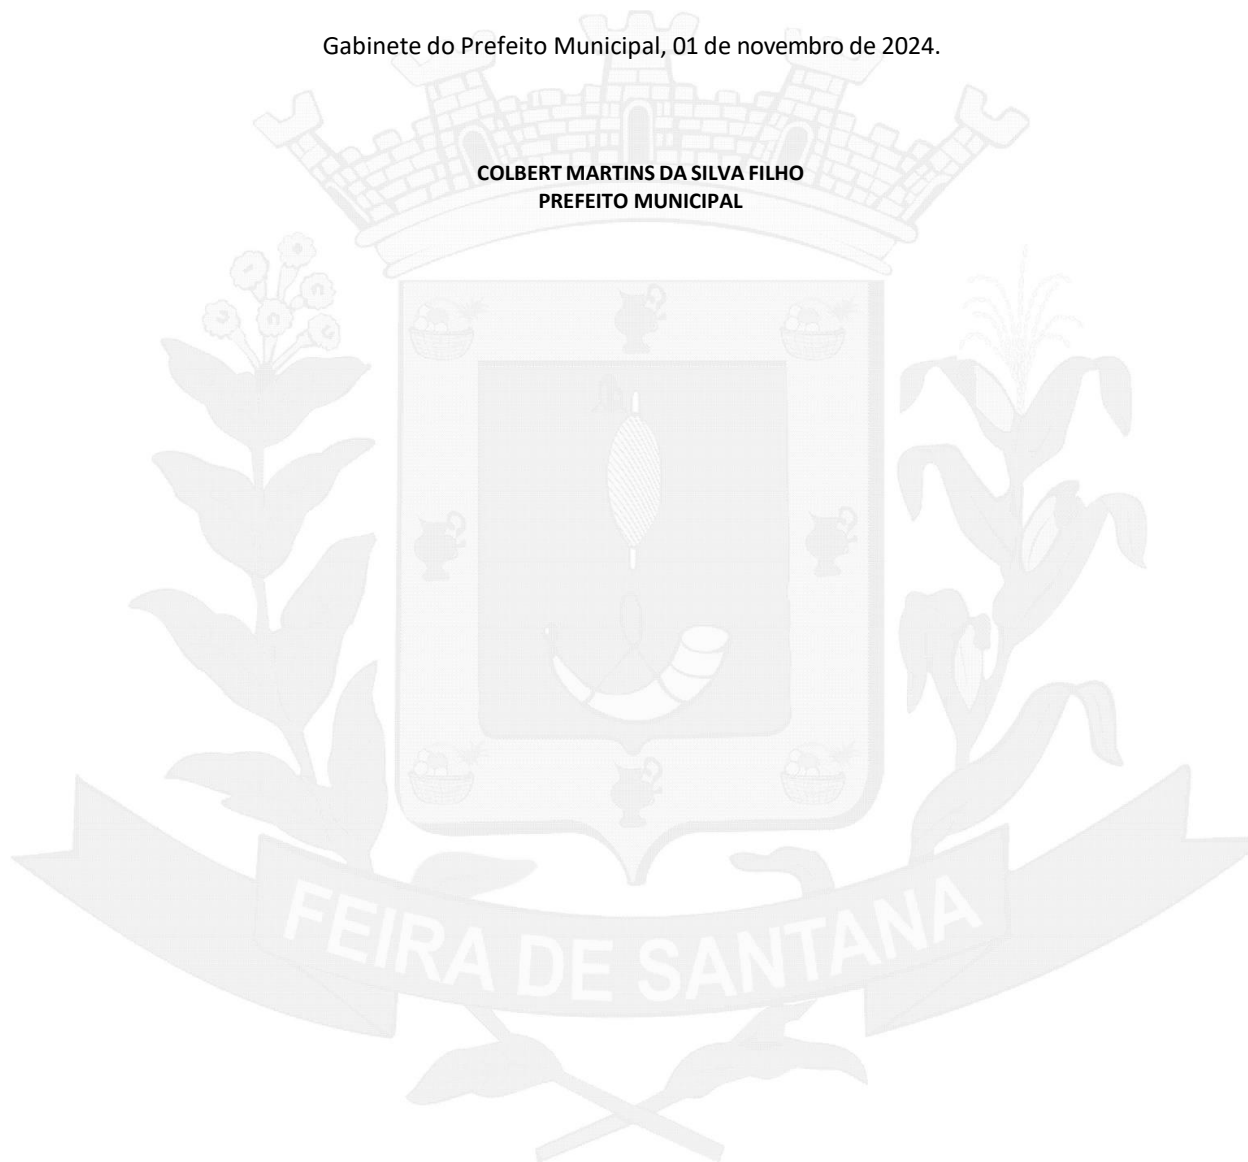 Gabinete do Prefeito Municipal, 01 de novembro de 2024.
COLBERT MARTINS DA SILVA FILHO
PREFEITO MUNICIPAL
FEIRA DE SANTANA